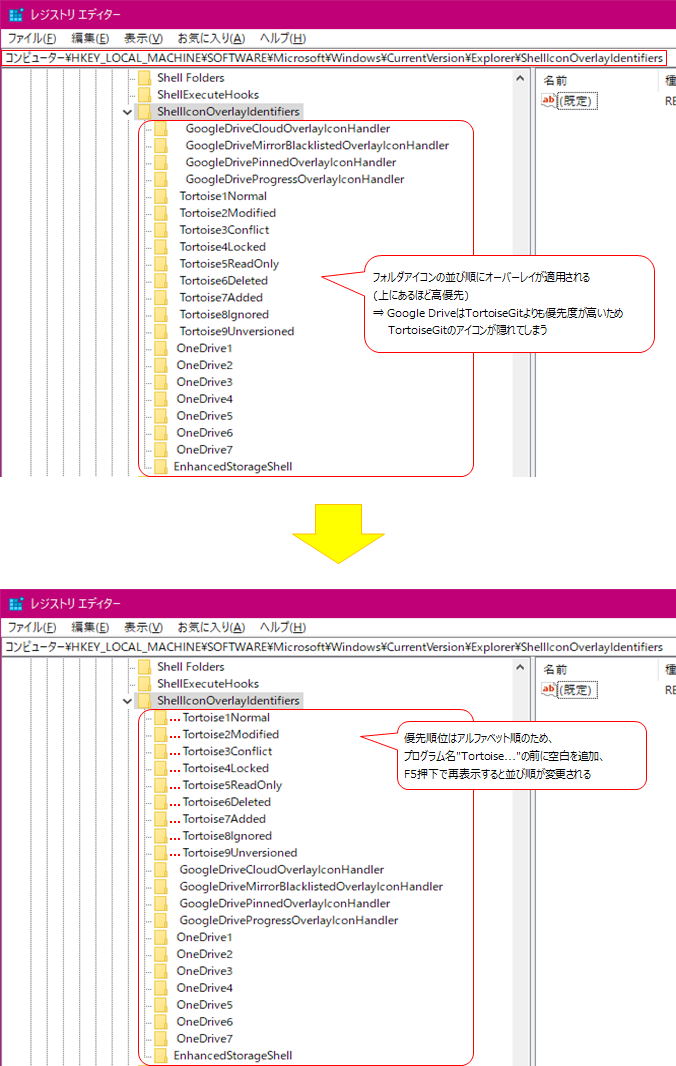 レジストリ エディター
ファイル(F) 編集(E) 表示(V) お気に入り(A) ヘルプ(H)
コンピューター¥HKEY_LOCAL_MACHINE¥SOFTWARE¥Microsoft¥Windows¥CurrentVersion¥Explorer¥ShellIconOverlayIdentifiers
Shell Folders
ShellExecuteHooks
ShellIconOverlayIdentifiers
GoogleDriveCloudOverlayIconHandler
GoogleDriveMirrorBlacklistedOverlayIconHandler
GoogleDrivePinnedOverlayIconHandler
GoogleDriveProgressOverlayIconHandler
Tortoise1Normal
Tortoise2Modified
Tortoise3Conflict
Tortoise4Locked
Tortoise5ReadOnly
Tortoise6Deleted
Tortoise7Added
Tortoise8Ignored
Tortoise9Unversioned
OneDrive1
OneDrive2
OneDrive3
OneDrive4
OneDrive5
OneDrive6
OneDrive7
EnhancedStorageShell
名前 種
ab (既定) RE
フォルダアイコンの並び順にオーバーレイが適用される
(上にあるほど高優先)
⇒ Google DriveはTortoiseGitよりも優先度が高いため
TortoiseGitのアイコンが隠れてしまう
レジストリ エディター
ファイル(F) 編集(E) 表示(V) お気に入り(A) ヘルプ(H)
コンピューター¥HKEY_LOCAL_MACHINE¥SOFTWARE¥Microsoft¥Windows¥CurrentVersion¥Explorer¥ShellIconOverlayIdentifiers
Shell Folders
ShellExecuteHooks
ShellIconOverlayIdentifiers
...Tortoise1Normal
...Tortoise2Modified
...Tortoise3Conflict
...Tortoise4Locked
...Tortoise5ReadOnly
...Tortoise6Deleted
...Tortoise7Added
...Tortoise8Ignored
...Tortoise9Unversioned
GoogleDriveCloudOverlayIconHandler
GoogleDriveMirrorBlacklistedOverlayIconHandler
GoogleDrivePinnedOverlayIconHandler
GoogleDriveProgressOverlayIconHandler
OneDrive1
OneDrive2
OneDrive3
OneDrive4
OneDrive5
OneDrive6
OneDrive7
EnhancedStorageShell
名前 種
ab (既定) RE
優先順位はアルファベット順のため、
プログラム名"Tortoise..."の前に空白を追加、
F5押下で再表示すると並び順が変更される